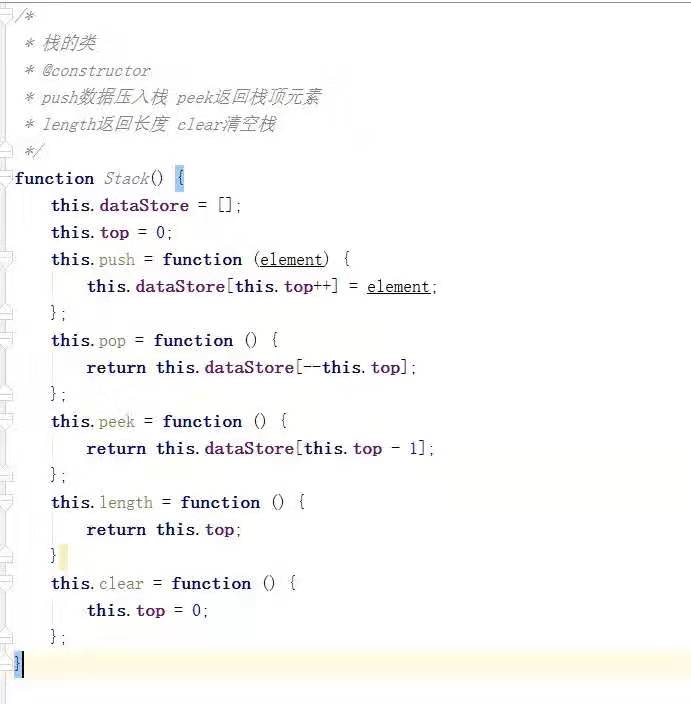 /*
 * 栈的类
 * @constructor
 * push数据压入栈 peek返回栈顶元素
 * length返回长度 clear清空栈
 */
function Stack() {
    this.dataStore = [];
    this.top = 0;
    this.push = function (element) {
        this.dataStore[this.top++] = element;
    };
    this.pop = function () {
        return this.dataStore[--this.top];
    };
    this.peek = function () {
        return this.dataStore[this.top - 1];
    };
    this.length = function () {
        return this.top;
    }
    this.clear = function () {
        this.top = 0;
    };
}